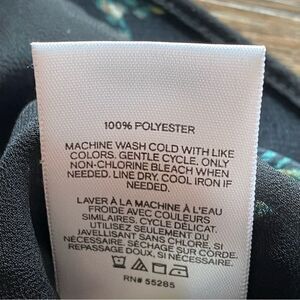 100% POLYESTER
MACHINE WASH COLD WITH LIKE
COLORS. GENTLE CYCLE. ONLY
NON-CHLORINE BLEACH WHEN
NEEDED. LINE DRY. COOL IRON IF
NEEDED.
LAVER À LA MACHINE À L'EAU
FROIDE AVEC COULEURS
SIMILAIRES, CYCLE DÉLICAT.
UTILISEZ SEULEMENT DU
JAVELLISANT SANS CHLORE, SI
NÉCESSAIRE. SÉCHAGE SUR CORDE.
REPASSAGE DOUX, SI NÉCESSAIRE.
RN# 55285